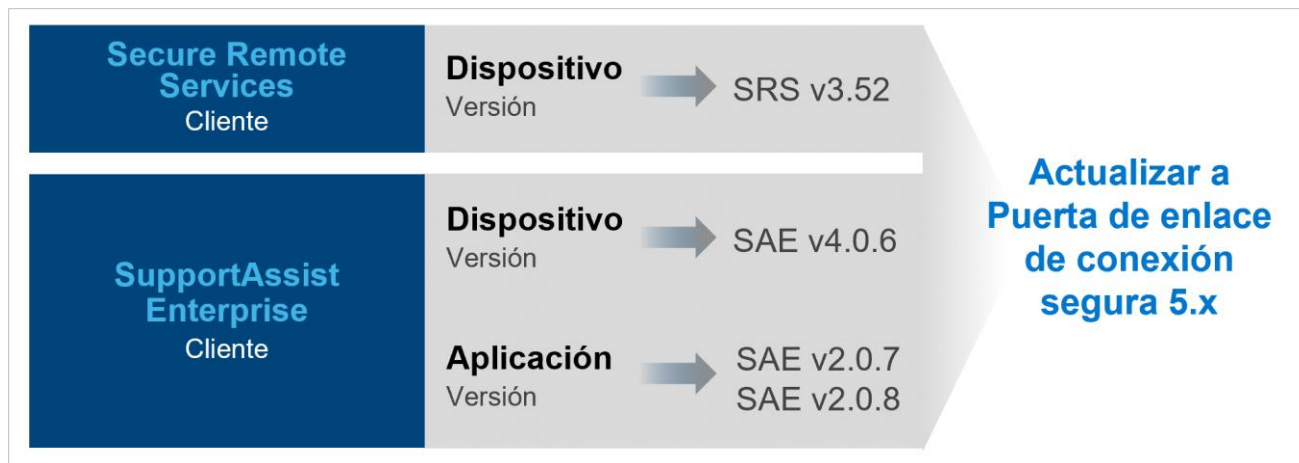 Secure Remote
Services
Cliente
Dispositivo
Versión
SRS v3.52
SupportAssist
Enterprise
Cliente
Dispositivo
Versión
SAE v4.0.6
Aplicación
Versión
SAE v2.0.7
SAE v2.0.8
Actualizar a
Puerta de enlace
de conexión
segura 5.x